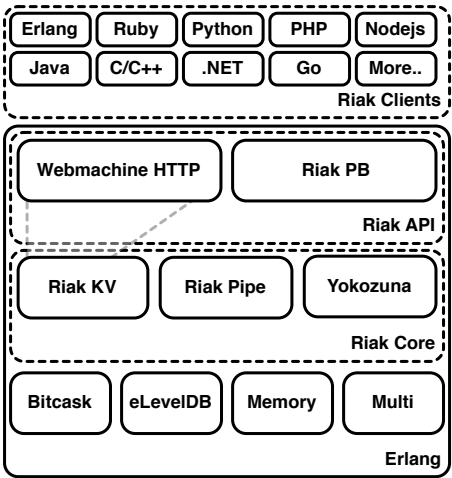 Erlang Ruby Python PHP Nodejs
Java C/C++ .NET Go More..
Riak Clients
Webmachine HTTP Riak PB
Riak API
Riak KV Riak Pipe Yokozuna
Riak Core
Bitcask eLevelDB Memory Multi
Erlang